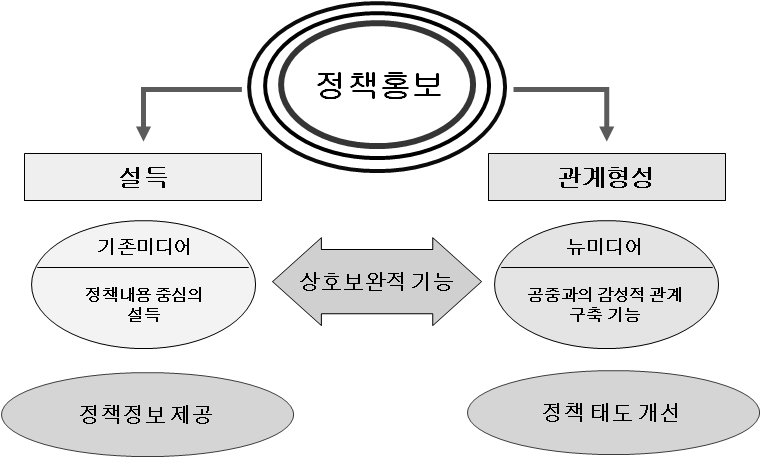 정책홍보
설득
관계형성
기존미디어
정책내용 중심의
설득
상호보완적 기능
뉴미디어
공중과의 감성적 관계
구축 기능
정책정보 제공
정책 태도 개선